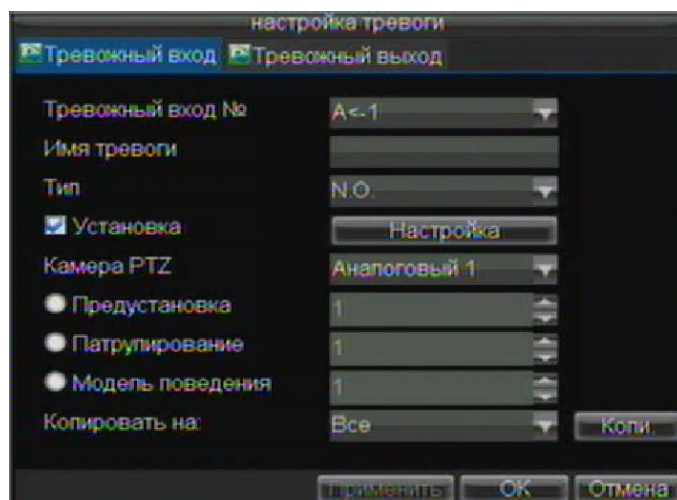 настройка тревоги
Тревожный вход Тревожный выход
Тревожный вход № A<-1
Имя тревоги
Тип N.O.
Установка Настройка
Камера PTZ Аналоговый 1
Предустановка 1
Патрулирование 1
Модель поведения 1
Копировать на: Все Копи.
Применить OK Отмена